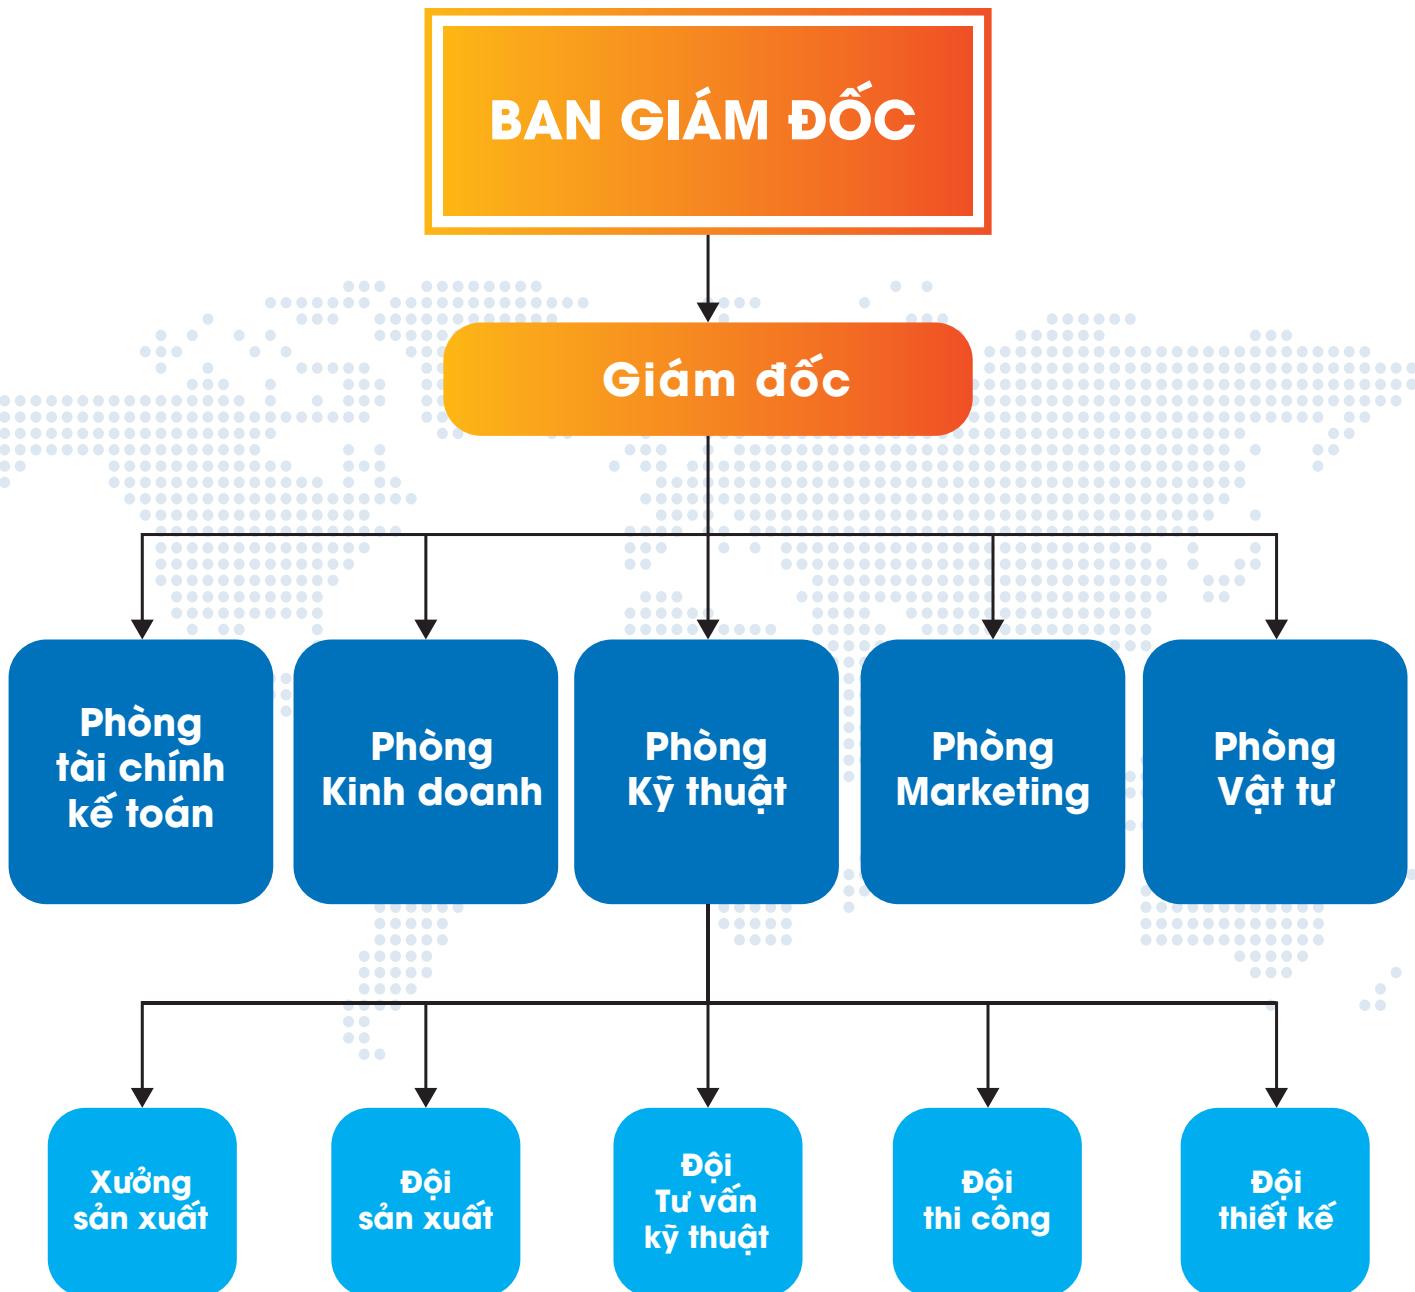 BAN GIÁM ĐỐC
Giám đốc
Phòng
tài chính
kế toán
Phòng
Kinh doanh
Phòng
Kỹ thuật
Phòng
Marketing
Phòng
Vật tư
Xưởng
sản xuất
Đội
sản xuất
Đội
Tư vấn
kỹ thuật
Đội
thi công
Đội
thiết kế